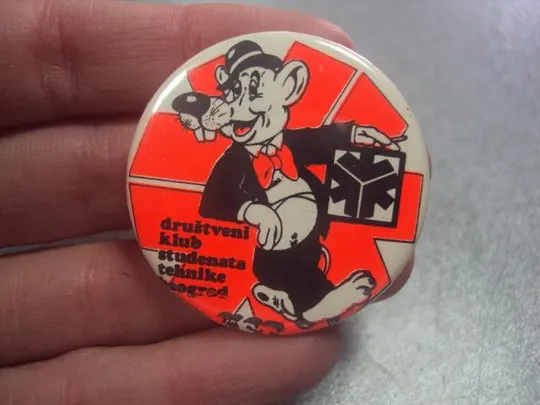 društveni
klub
studenata
tehnike
beograd